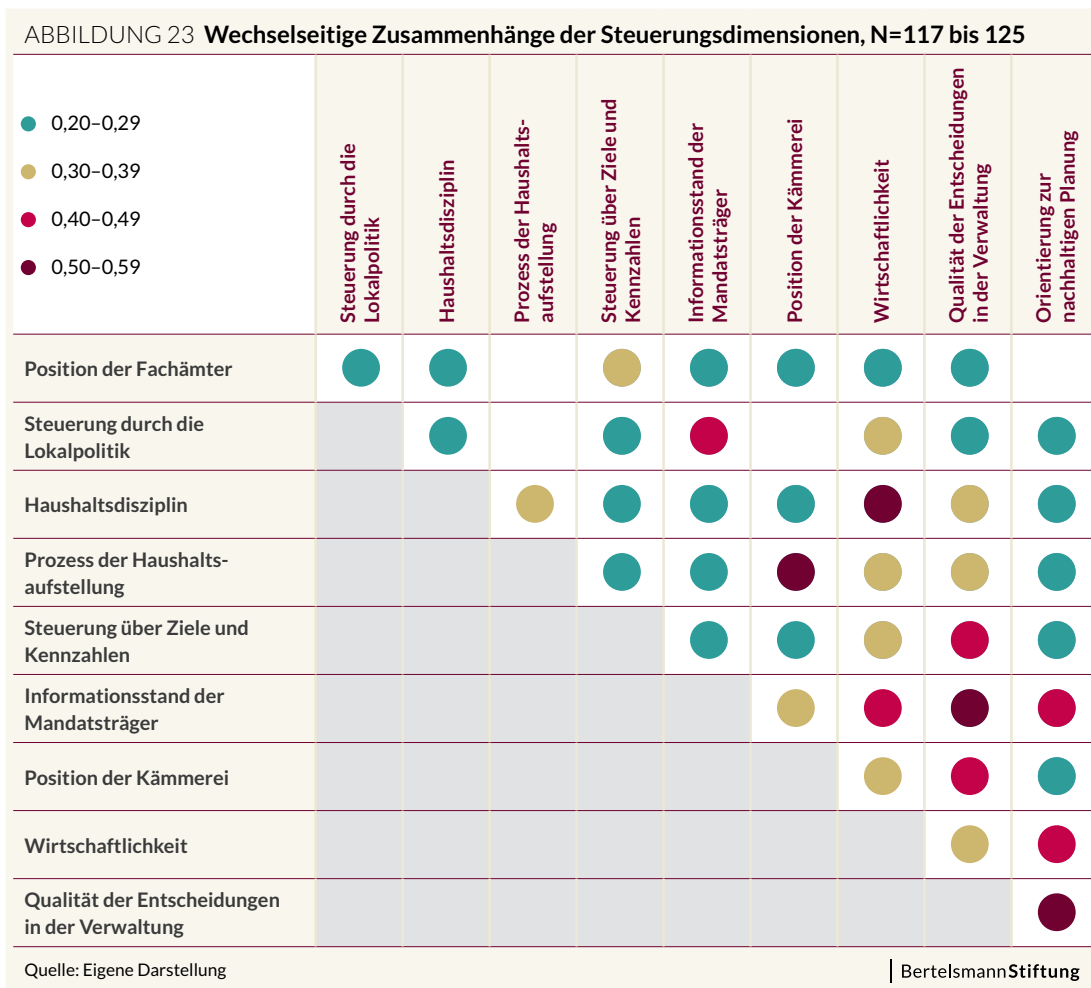 ABBILDUNG 23 Wechselseitige Zusammenhänge der Steuerungsdimensionen, N=117 bis 125
0,20–0,29
0,30–0,39
0,40–0,49
0,50–0,59
Steuerung durch die
Lokalpolitik
Haushaltsdisziplin
Prozess der Haushalts-
aufstellung
Steuerung über Ziele und
Kennzahlen
Informationsstand der
Mandatsträger
Position der Kämmerei
Wirtschaftlichkeit
Qualität der Entscheidungen
in der Verwaltung
Orientierung zur
nachhaltigen Planung
Position der Fachämter
Steuerung durch die
Lokalpolitik
Haushaltsdisziplin
Prozess der Haushalts-
aufstellung
Steuerung über Ziele und
Kennzahlen
Informationsstand der
Mandatsträger
Position der Kämmerei
Wirtschaftlichkeit
Qualität der Entscheidungen
in der Verwaltung
Quelle: Eigene Darstellung
BertelsmannStiftung